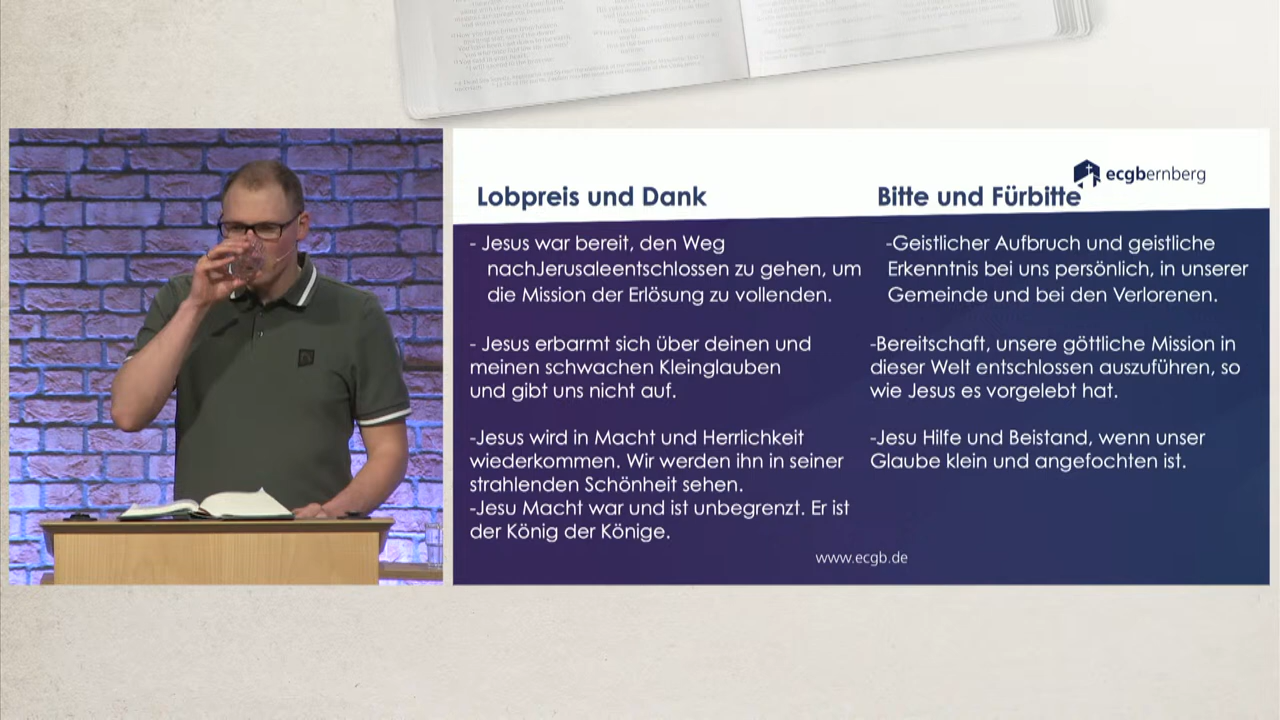 ecgbernberg
Lobpreis und Dank
- Jesus war bereit, den Weg
nachJerusaleentschlossen zu gehen, um
die Mission der Erlösung zu vollenden.
- Jesus erbarmt sich über deinen und
meinen schwachen Kleinglauben
und gibt uns nicht auf.
-Jesus wird in Macht und Herrlichkeit
wiederkommen. Wir werden ihn in seiner
strahlenden Schönheit sehen.
-Jesu Macht war und ist unbegrenzt. Er ist
der König der Könige.
Bitte und Fürbitte
-Geistlicher Aufbruch und geistliche
Erkenntnis bei uns persönlich, in unserer
Gemeinde und bei den Verlorenen.
-Bereitschaft, unsere göttliche Mission in
dieser Welt entschlossen auszuführen, so
wie Jesus es vorgelebt hat.
-Jesu Hilfe und Beistand, wenn unser
Glaube klein und angefochten ist.
www.ecgb.de